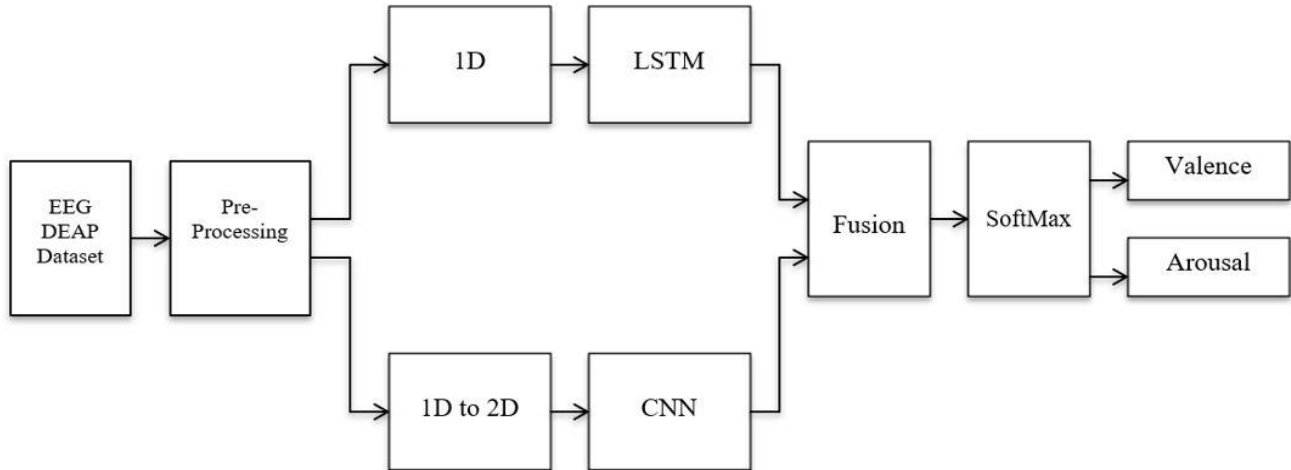 EEG
DEAP
Dataset
Pre-
Processing
1D
LSTM
1D to 2D
CNN
Fusion
SoftMax
Valence
Arousal